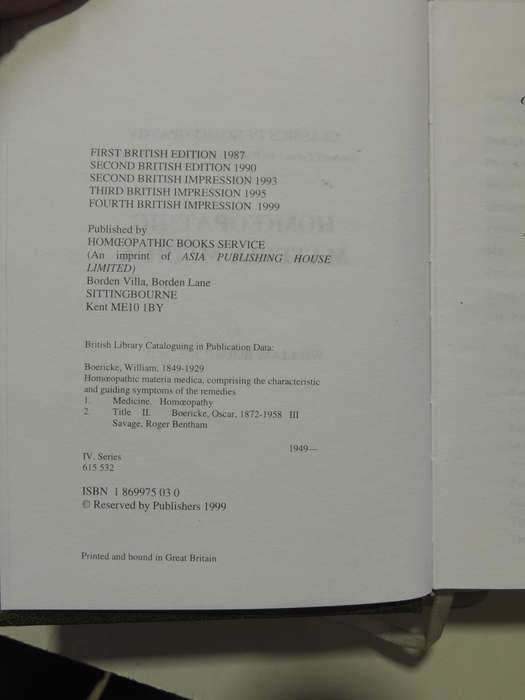 FIRST BRITISH EDITION 1987
SECOND BRITISH EDITION 1990
SECOND BRITISH IMPRESSION 1993
THIRD BRITISH IMPRESSION 1995
FOURTH BRITISH IMPRESSION 1999
Published by
HOMŒOPATHIC BOOKS SERVICE
(An imprint of ASIA PUBLISHING HOUSE
LIMITED)
Borden Villa, Borden Lane
SITTINGBOURNE
Kent ME10 1BY
British Library Cataloguing in Publication Data:
Boericke, William, 1849-1929
Homœopathic materia medica, comprising the characteristic
and guiding symptoms of the remedies
1. Medicine. Homœopathy
2. Title II. Boericke, Oscar, 1872-1958 III
Savage, Roger Bentham
1949—
IV. Series
615.532
ISBN 1 869975 03 0
© Reserved by Publishers 1999
Printed and bound in Great Britain